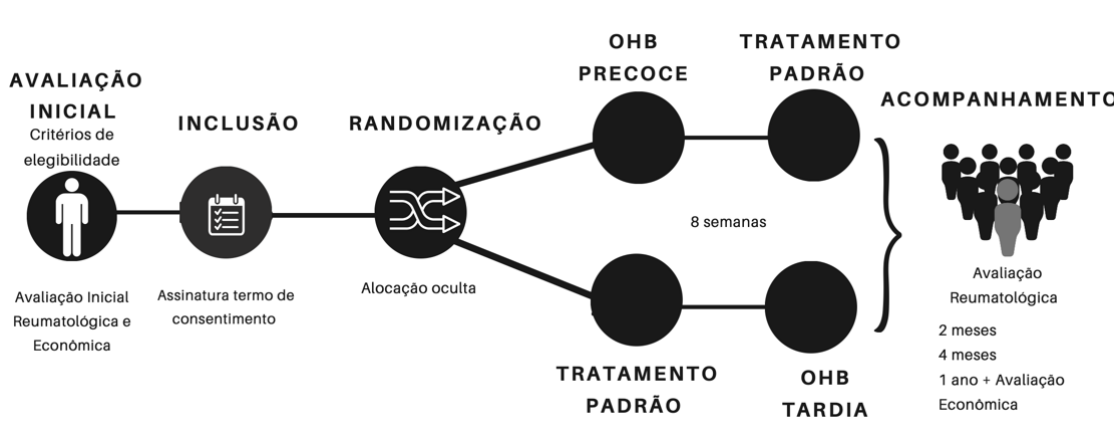 AVALIAÇÃO
INICIAL
Critérios de
elegibilidade
Avaliação Inicial
Reumatológica e
Econômica
INCLUSÃO
Assinatura termo de
consentimento
RANDOMIZAÇÃO
Alocação oculta
OHB
PRECOCE
TRATAMENTO
PADRÃO
8 semanas
TRATAMENTO
PADRÃO
OHB
TARDIA
ACOMPANHAMENTO
Avaliação
Reumatológica
2 meses
4 meses
1 ano + Avaliação
Econômica